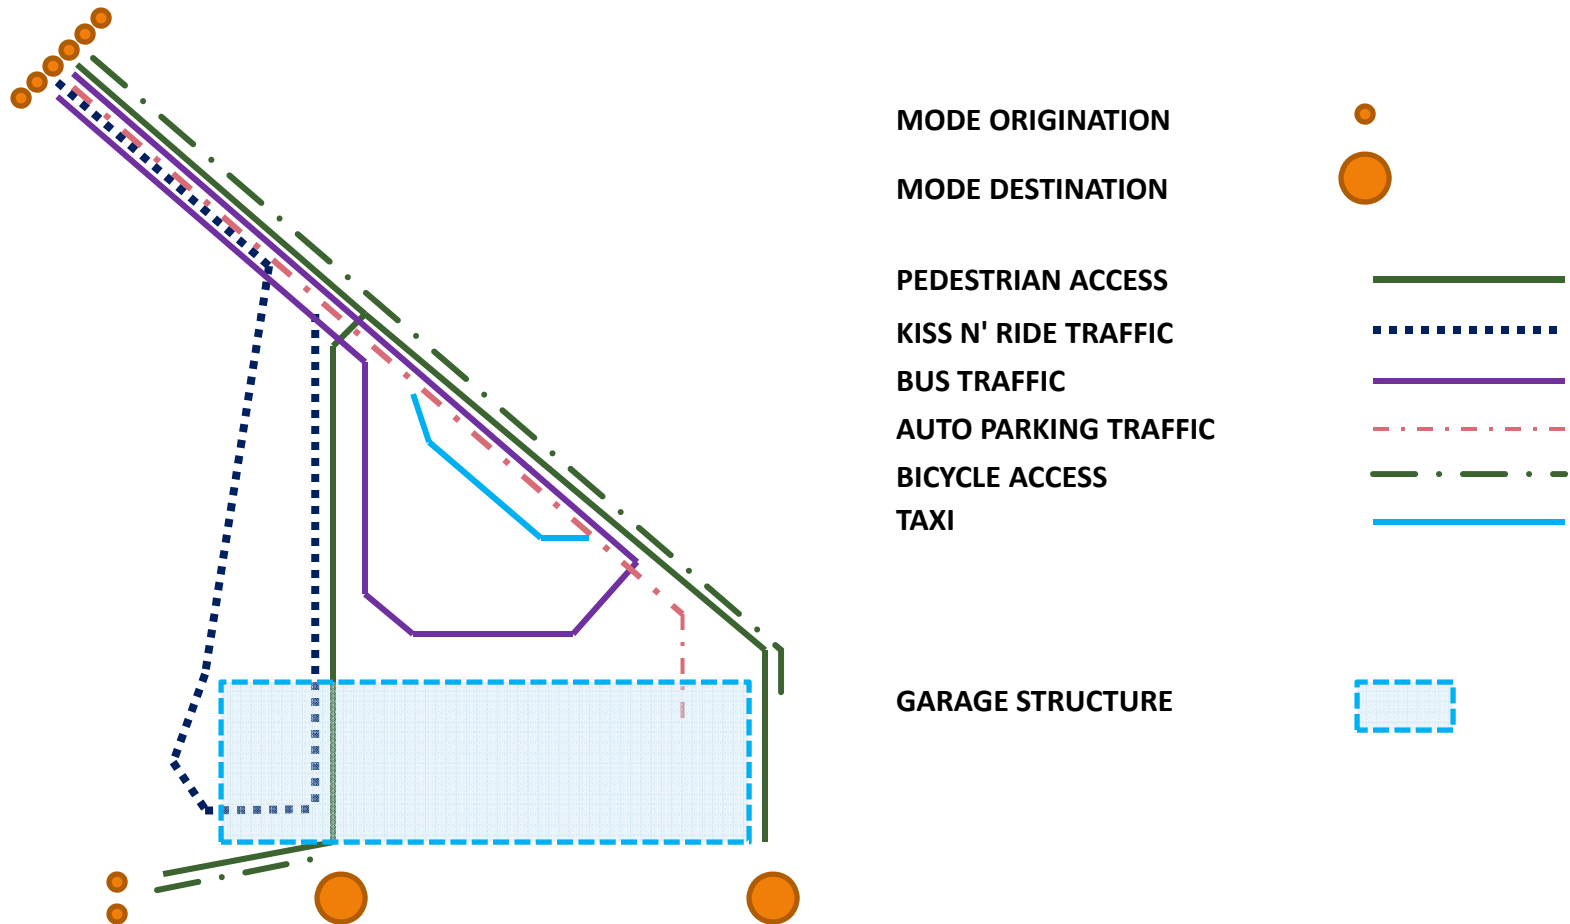 MODE ORIGINATION
MODE DESTINATION
PEDESTRIAN ACCESS
KISS N' RIDE TRAFFIC
BUS TRAFFIC
AUTO PARKING TRAFFIC
BICYCLE ACCESS
TAXI
GARAGE STRUCTURE